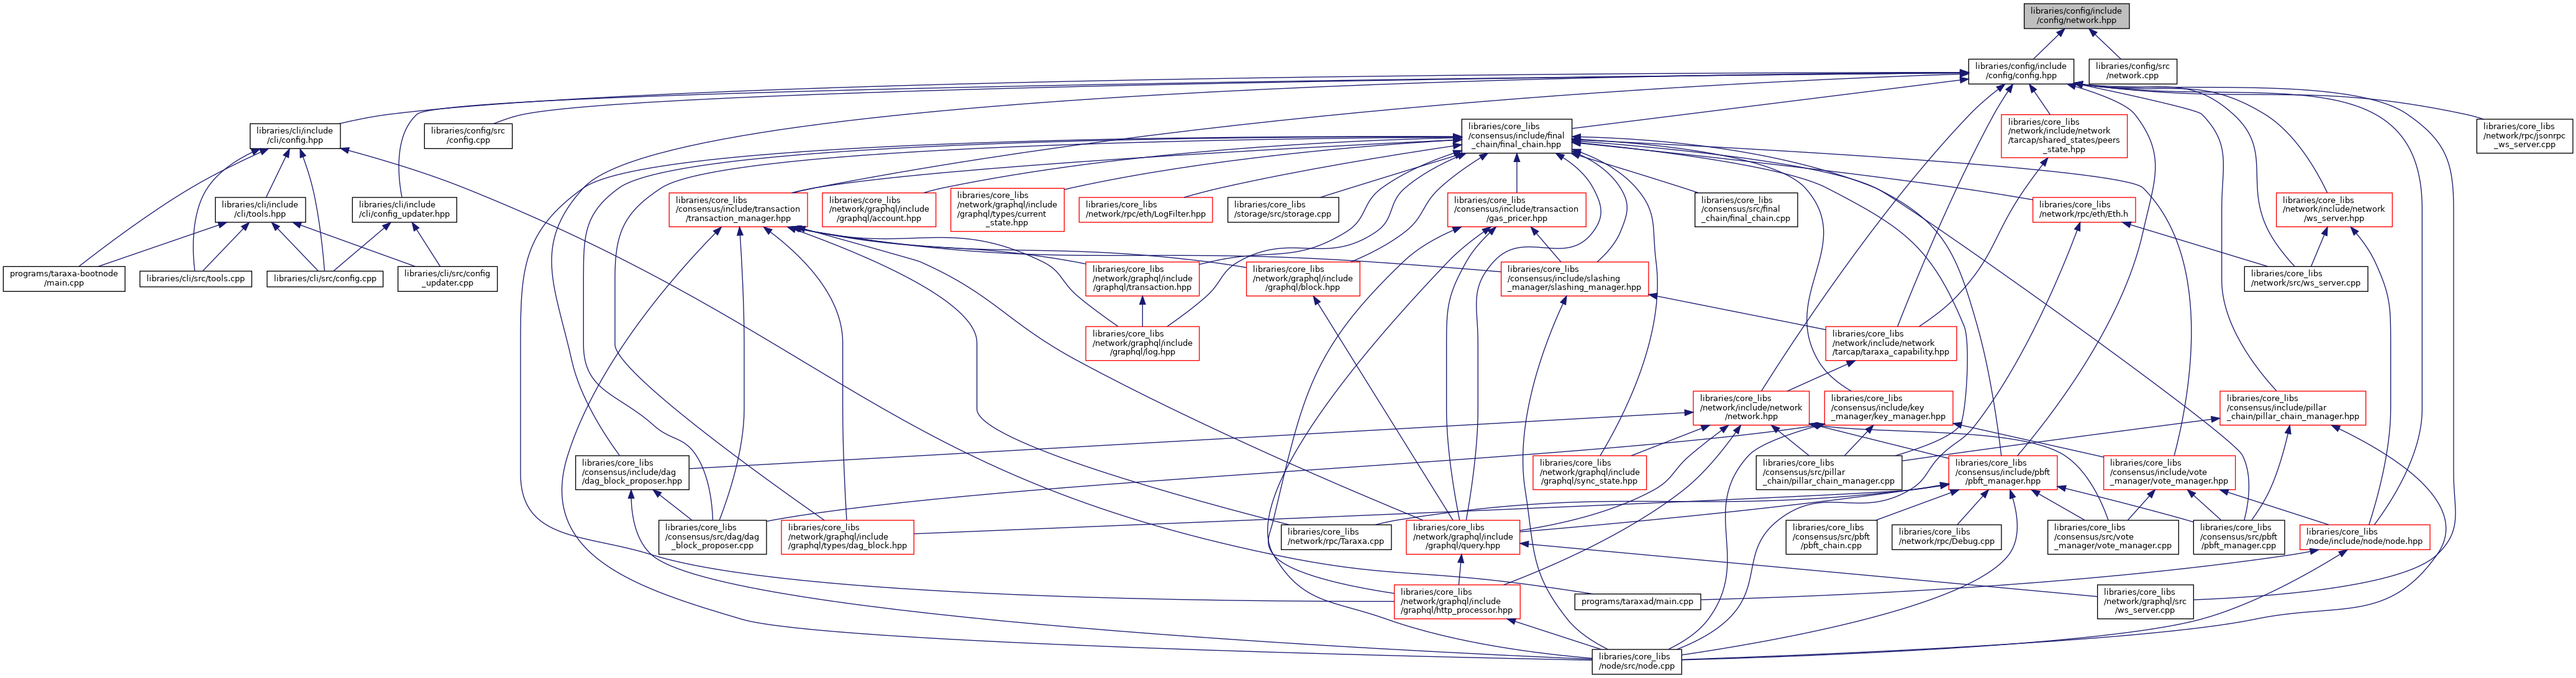 libraries/config/include
/config/network.hpp
libraries/config/include
/config/config.hpp
libraries/config/src
/network.cpp
libraries/cli/include
/cli/config.hpp
libraries/config/src
/config.cpp
libraries/core_libs
/consensus/include/final
_chain/final_chain.hpp
libraries/core_libs
/network/include/network
/tarcap/shared_states/peers
_state.hpp
libraries/core_libs
/network/rpc/jsonrpc
_ws_server.cpp
libraries/cli/include
/cli/tools.hpp
libraries/cli/include
/cli/config_updater.hpp
libraries/core_libs
/consensus/include/transaction
/transaction_manager.hpp
libraries/core_libs
/network/graphql/include
/graphql/account.hpp
libraries/core_libs
/network/graphql/include
/graphql/types/current
_state.hpp
libraries/core_libs
/network/rpc/eth/LogFilter.hpp
libraries/core_libs
/storage/src/storage.cpp
libraries/core_libs
/consensus/include/transaction
/gas_pricer.hpp
libraries/core_libs
/consensus/src/final
_chain/final_chain.cpp
libraries/core_libs
/network/rpc/eth/Eth.h
libraries/core_libs
/network/include/network
/ws_server.hpp
programs/taraxa-bootnode
/main.cpp
libraries/cli/src/tools.cpp
libraries/cli/src/config.cpp
libraries/cli/src/config
_updater.cpp
libraries/core_libs
/network/graphql/include
/graphql/transaction.hpp
libraries/core_libs
/network/graphql/include
/graphql/block.hpp
libraries/core_libs
/consensus/include/slashing
_manager/slashing_manager.hpp
libraries/core_libs
/network/src/ws_server.cpp
libraries/core_libs
/network/graphql/include
/graphql/log.hpp
libraries/core_libs
/network/include/network
/tarcap/taraxa_capability.hpp
libraries/core_libs
/network/include/network
/network.hpp
libraries/core_libs
/consensus/include/key
_manager/key_manager.hpp
libraries/core_libs
/consensus/include/pillar
_chain/pillar_chain_manager.hpp
libraries/core_libs
/consensus/include/dag
/dag_block_proposer.hpp
libraries/core_libs
/network/graphql/include
/graphql/sync_state.hpp
libraries/core_libs
/consensus/src/pillar
_chain/pillar_chain_manager.cpp
libraries/core_libs
/consensus/include/pbft
/pbft_manager.hpp
libraries/core_libs
/consensus/include/vote
_manager/vote_manager.hpp
libraries/core_libs
/consensus/src/dag/dag
_block_proposer.cpp
libraries/core_libs
/network/graphql/include
/graphql/types/dag_block.hpp
libraries/core_libs
/network/rpc/Taraxa.cpp
libraries/core_libs
/network/graphql/include
/graphql/query.hpp
libraries/core_libs
/consensus/src/pbft
/pbft_chain.cpp
libraries/core_libs
/network/rpc/Debug.cpp
libraries/core_libs
/consensus/src/vote
_manager/vote_manager.cpp
libraries/core_libs
/consensus/src/pbft
/pbft_manager.cpp
libraries/core_libs
/node/include/node/node.hpp
libraries/core_libs
/network/graphql/include
/graphql/http_processor.hpp
programs/taraxad/main.cpp
libraries/core_libs
/network/graphql/src
/ws_server.cpp
libraries/core_libs
/node/src/node.cpp